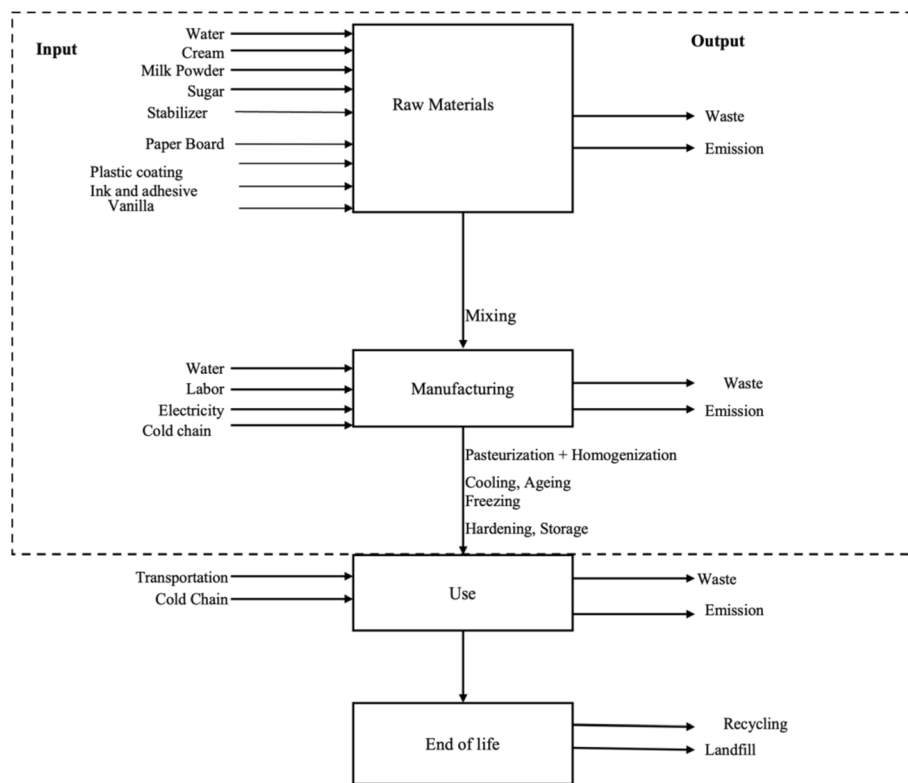 Input
Output
Water
Cream
Milk Powder
Sugar
Stabilizer
Paper Board
Plastic coating
Ink and adhesive
Vanilla
Raw Materials
Waste
Emission
Mixing
Water
Labor
Electricity
Cold chain
Manufacturing
Waste
Emission
Pasteurization + Homogenization
Cooling, Ageing
Freezing
Hardening, Storage
Transportation
Cold Chain
Use
Waste
Emission
End of life
Recycling
Landfill